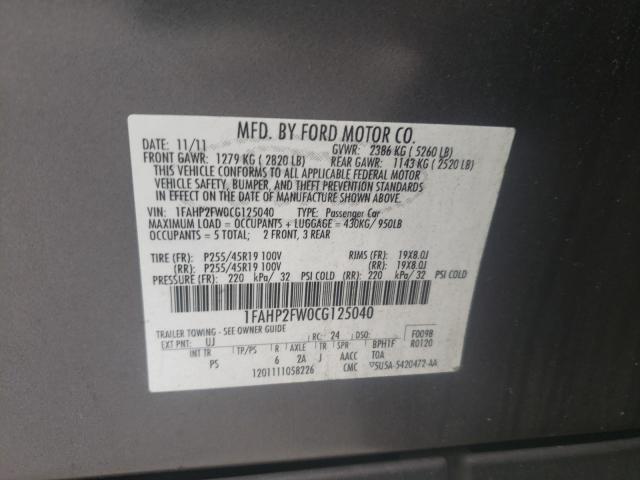 MFD. BY FORD MOTOR CO.
DATE: 11/11 GVWR: 2386 KG ( 5260 LB)
FRONT GAWR: 1279 KG ( 2820 LB) REAR GAWR: 1143 KG ( 2520 LB)
THIS VEHICLE CONFORMS TO ALL APPLICABLE FEDERAL MOTOR
VEHICLE SAFETY, BUMPER, AND THEFT PREVENTION STANDARDS
IN EFFECT ON THE DATE OF MANUFACTURE SHOWN ABOVE.
VIN: 1FAHP2FW0CG125040 TYPE: Passenger Car
MAXIMUM LOAD = OCCUPANTS + LUGGAGE = 430KG/ 950LB
OCCUPANTS = 5 TOTAL; 2 FRONT, 3 REAR
TIRE (FR): P255/45R19 100V RIMS (FR): 19X8.0J
(RR): P255/45R19 100V (RR): 19X8.0J
PRESSURE (FR): 220 kPa/ 32 PSI COLD (RR): 220 kPa/ 32 PSI COLD
1FAHP2FW0CG125040
TRAILER TOWING - SEE OWNER GUIDE
EXT PNT: UJ RC: 24 DSO: F0098
INT TR TP/PS R AXLE TR SPR BPH1F R0120
PS 6 2A J AACC TOA
1201111058226 CMC 5U5A-5420472-AA